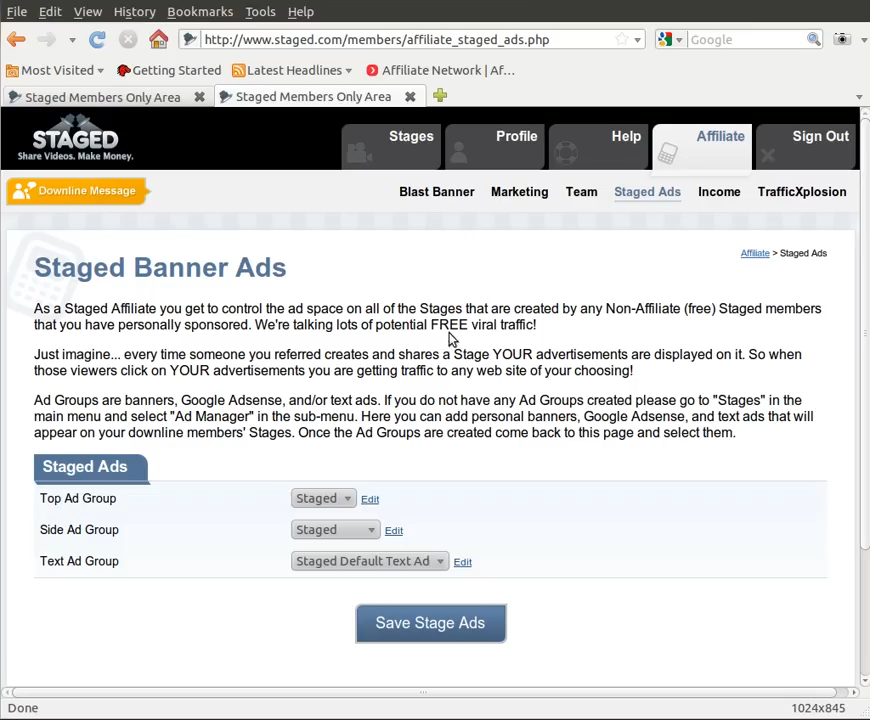 File Edit View History Bookmarks Tools Help
http://www.staged.com/members/affiliate_staged_ads.php
Google
Most Visited Getting Started Latest Headlines Affiliate Network | Af...
Staged Members Only Area Staged Members Only Area
STAGED
Share Videos. Make Money.
Stages Profile Help Affiliate Sign Out
Downline Message
Blast Banner Marketing Team Staged Ads Income TrafficXplosion
Affiliate > Staged Ads
Staged Banner Ads
As a Staged Affiliate you get to control the ad space on all of the Stages that are created by any Non-Affiliate (free) Staged members
that you have personally sponsored. We're talking lots of potential FREE viral traffic!
Just imagine... every time someone you referred creates and shares a Stage YOUR advertisements are displayed on it. So when
those viewers click on YOUR advertisements you are getting traffic to any web site of your choosing!
Ad Groups are banners, Google Adsense, and/or text ads. If you do not have any Ad Groups created please go to "Stages" in the
main menu and select "Ad Manager" in the sub-menu. Here you can add personal banners, Google Adsense, and text ads that will
appear on your downline members' Stages. Once the Ad Groups are created come back to this page and select them.
Staged Ads
Top Ad Group Staged Edit
Side Ad Group Staged Edit
Text Ad Group Staged Default Text Ad Edit
Save Stage Ads
Done 1024x845